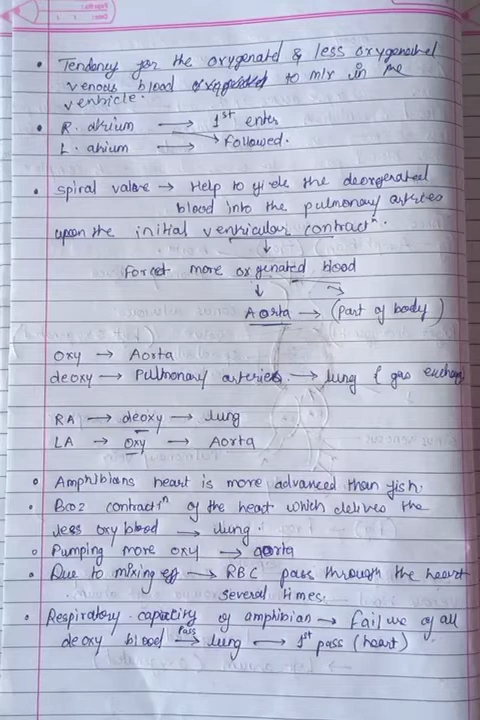 • Tendency for the oxygenated & less oxygenated
venous blood to mix in the
ventricle.
• R. atrium → 1st enter
L. atrium → followed.
• Spiral valve → Help to the deoxygenated
blood into the pulmonary arteries
upon the initial ventricular contractn.
↓
forcet more oxgenated blood
↓
Aorta → (part of body)
Oxy → Aorta
deoxy → Pulmonary arteries. → lung { gas exchange
RA → deoxy → lung
LA → Oxy → Aorta
• Amphibians heart is more advanced than fish.
• Bcoz contractn of the heart which delives the
less oxy blood → lung.
• Pumping more oxy → aorta
• Due to mixing eff → RBC pass through the heart
several times.
• Respiratory capacity of amphibian → failure of all
deoxy blood pass → lung ← 1st pass (heart)